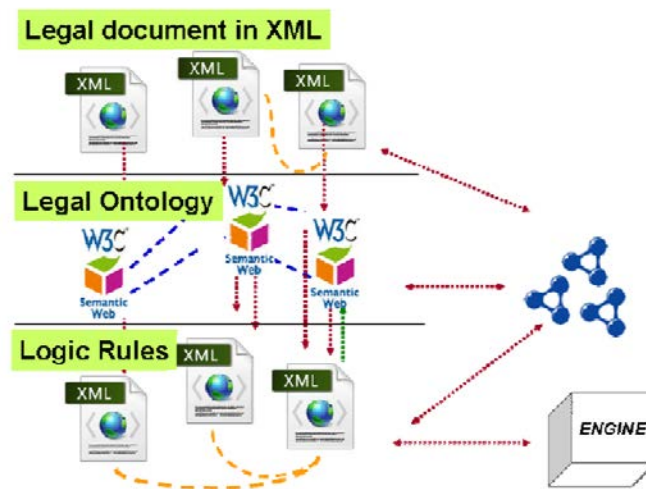 Legal document in XML
XML
XML
XML
Legal Ontology
W3C
Semantic
Web
W3C
Semantic
Web
W3C
Semantic
Web
Logic Rules
XML
XML
XML
ENGINE